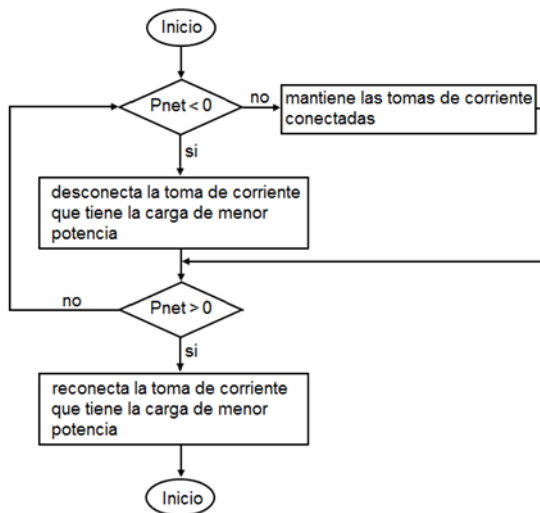 Inicio
Pnet < 0
no
mantiene las tomas de corriente
conectadas
si
desconecta la toma de corriente
que tiene la carga de menor
potencia
no
Pnet > 0
si
reconecta la toma de corriente
que tiene la carga de menor
potencia
Inicio